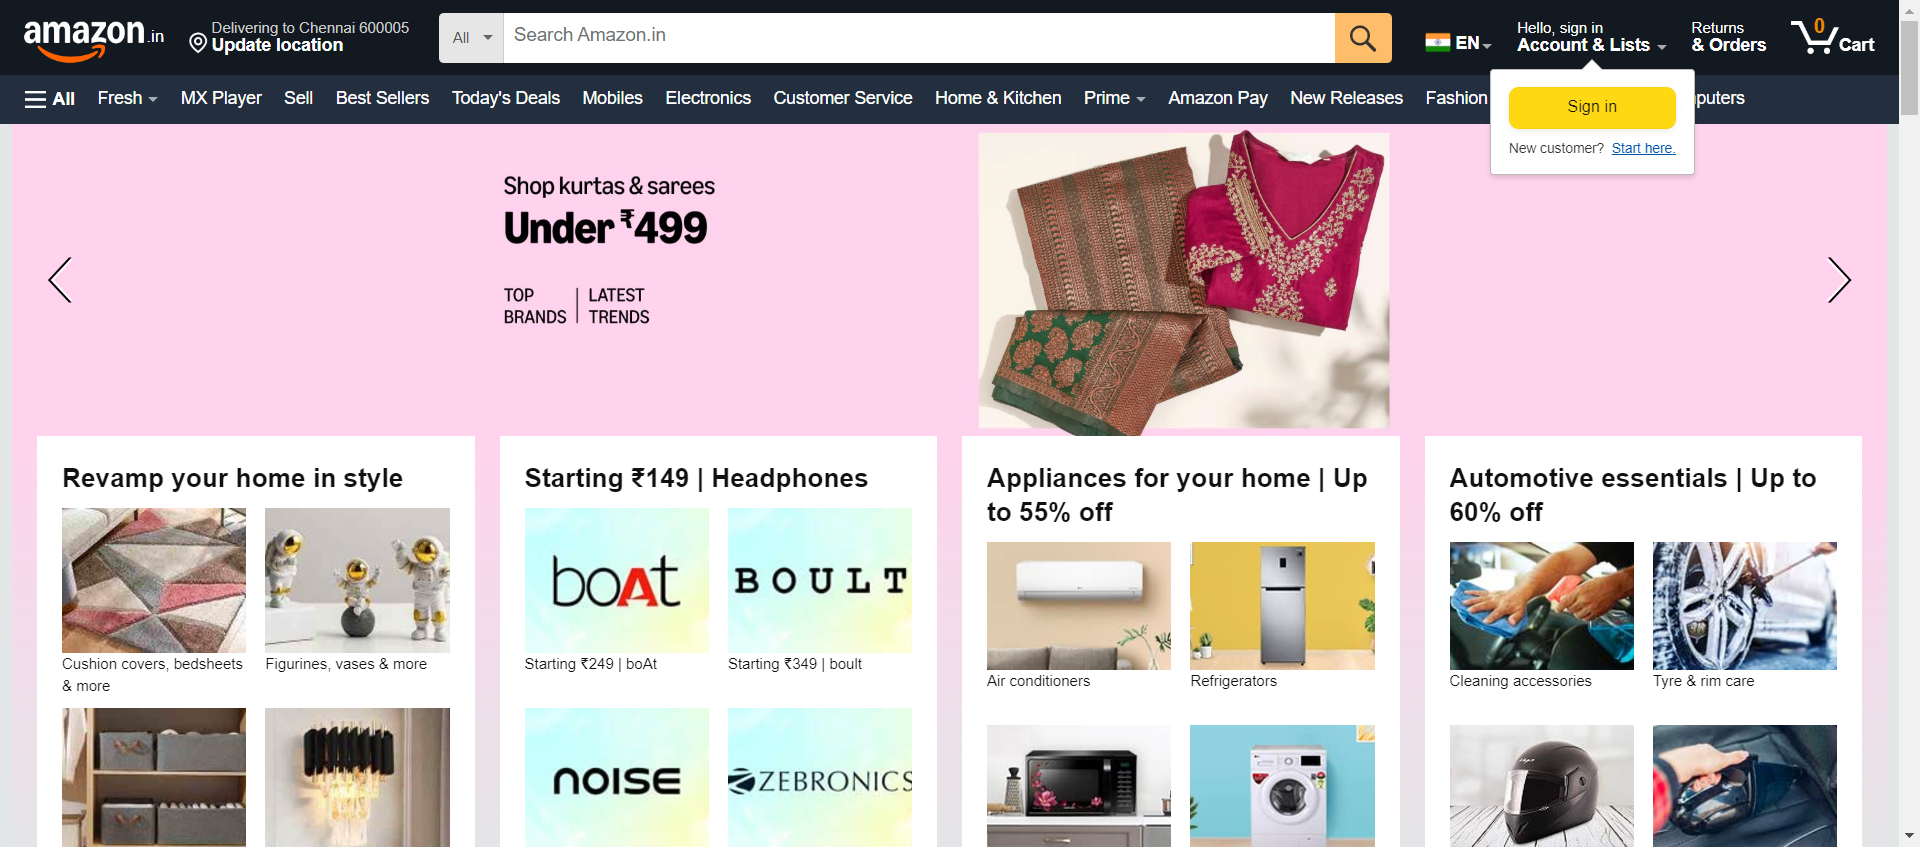 amazon.in
Delivering to Chennai 600005
Update location
All
Search Amazon.in
EN
Hello, sign in
Account & Lists
Returns
& Orders
0
Cart
All
Fresh
MX Player
Sell
Best Sellers
Today's Deals
Mobiles
Electronics
Customer Service
Home & Kitchen
Prime
Amazon Pay
New Releases
Fashion
Sign in
New customer? Start here.
Shop kurtas & sarees
Under ₹499
TOP
BRANDS
LATEST
TRENDS
Revamp your home in style
Cushion covers, bedsheets
& more
Figurines, vases & more
Starting ₹149 | Headphones
boAt
BOULT
Starting ₹249 | boAt
Starting ₹349 | boult
noise
ZEBRONICS
Appliances for your home | Up
to 55% off
Air conditioners
Refrigerators
Automotive essentials | Up to
60% off
Cleaning accessories
Tyre & rim care